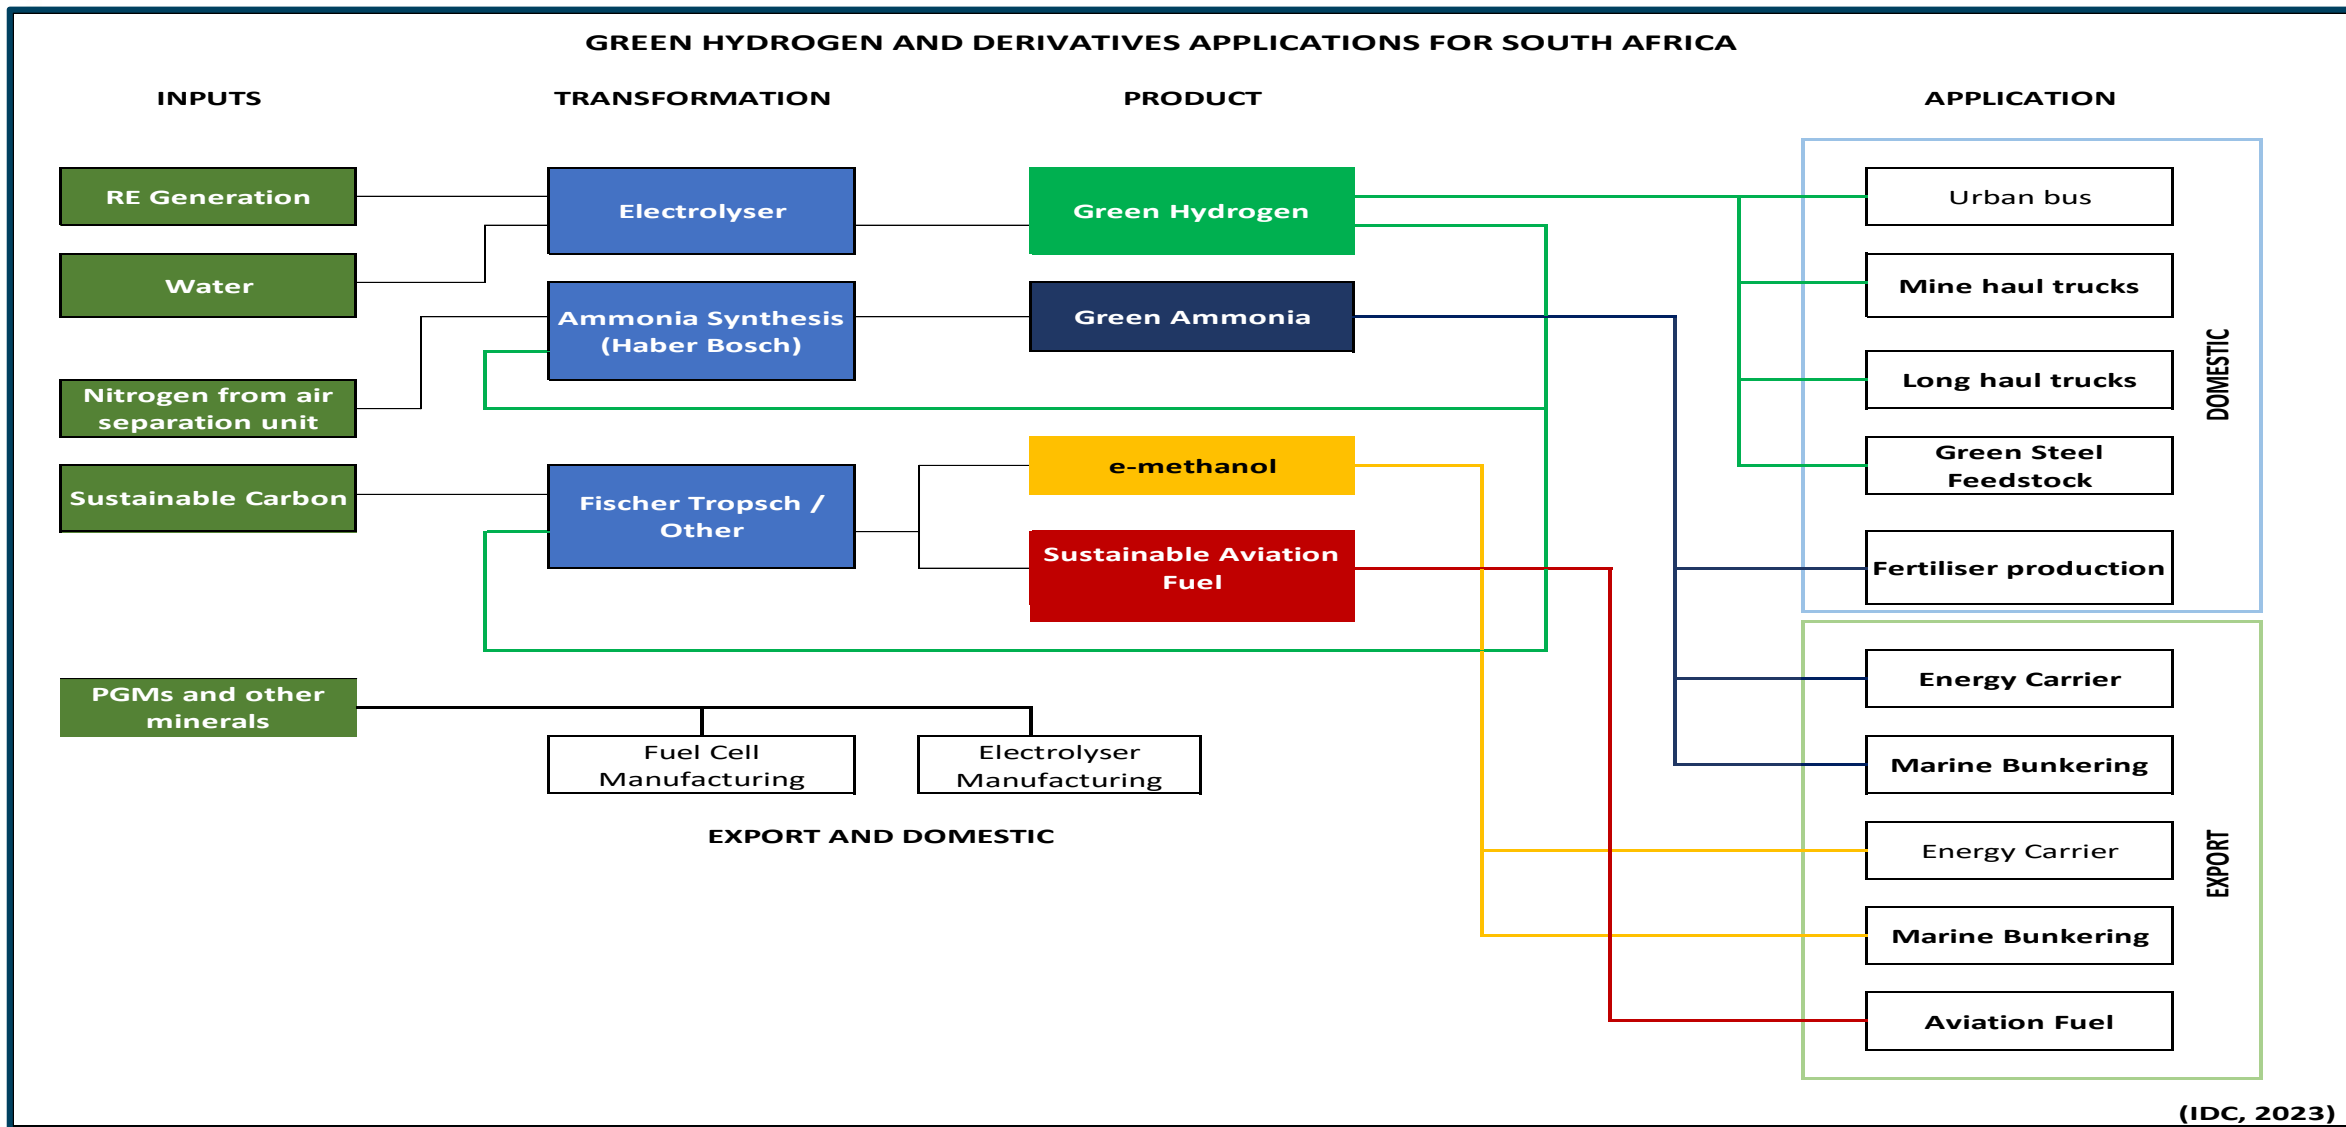 GREEN HYDROGEN AND DERIVATIVES APPLICATIONS FOR SOUTH AFRICA
INPUTS
TRANSFORMATION
PRODUCT
APPLICATION
RE Generation
Water
Nitrogen from air
separation unit
Sustainable Carbon
PGMs and other
minerals
Electrolyser
Ammonia Synthesis
(Haber Bosch)
Fischer Tropsch /
Other
Fuel Cell
Manufacturing
Electrolyser
Manufacturing
EXPORT AND DOMESTIC
Green Hydrogen
Green Ammonia
e-methanol
Sustainable Aviation
Fuel
Urban bus
Mine haul trucks
Long haul trucks
Green Steel
Feedstock
Fertiliser production
DOMESTIC
Energy Carrier
Marine Bunkering
Energy Carrier
Marine Bunkering
Aviation Fuel
EXPORT
(IDC, 2023)